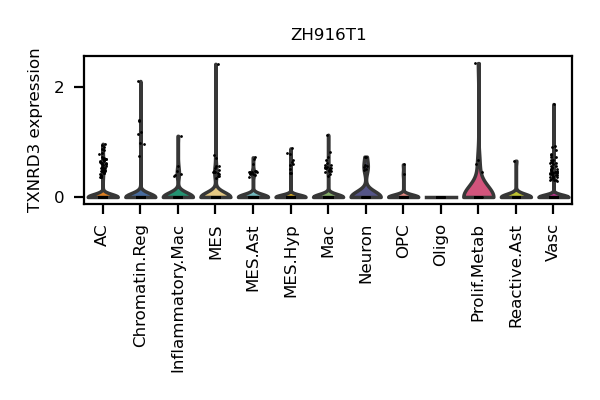 ZH916T1
TXNRD3 expression
2
0
AC
Chromatin.Reg
Inflammatory.Mac
MES
MES.Ast
MES.Hyp
Mac
Neuron
OPC
Oligo
Prolif.Metab
Reactive.Ast
Vasc